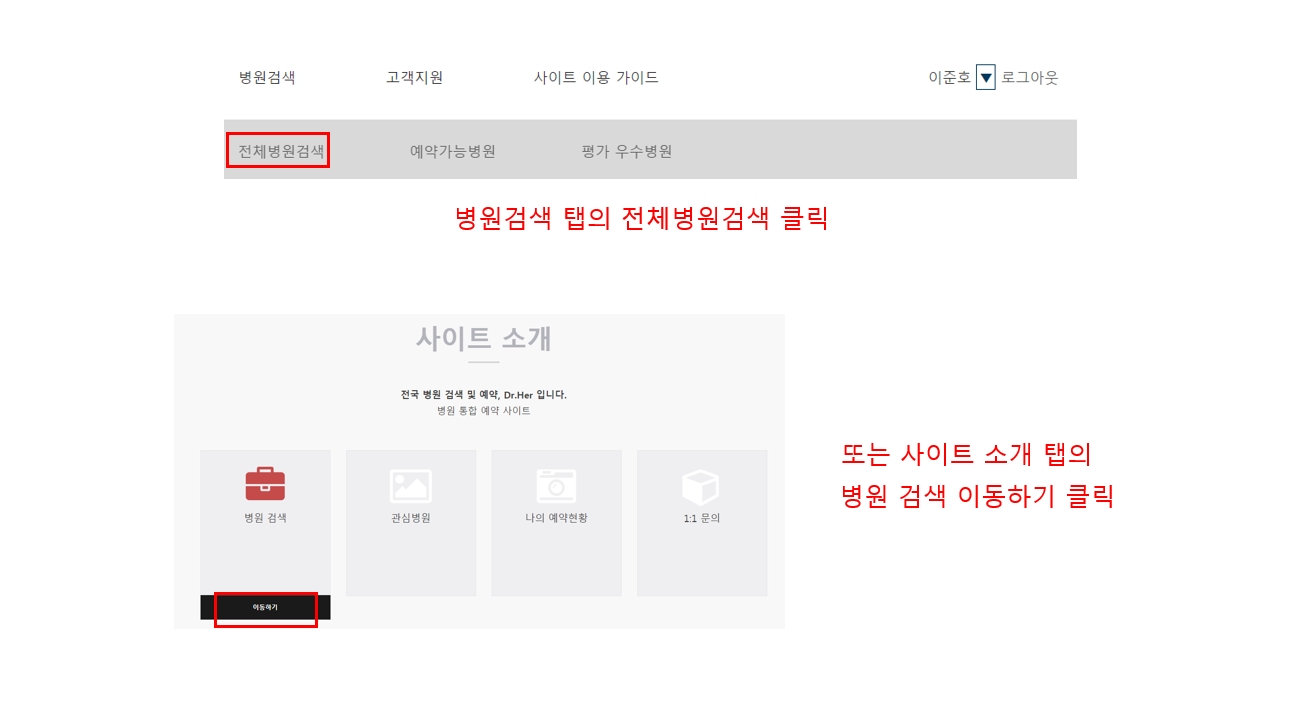 병원검색 고객지원 사이트 이용 가이드 이준호 ▼ 로그아웃
전체병원검색 예약가능병원 평가 우수병원
병원검색 탭의 전체병원검색 클릭
사이트 소개
전국 병원 검색 및 예약, Dr.Her 입니다.
병원 통합 예약 사이트
또는 사이트 소개 탭의
병원 검색 이동하기 클릭
병원 검색 관심병원 나의 예약현황 1:1 문의
이동하기